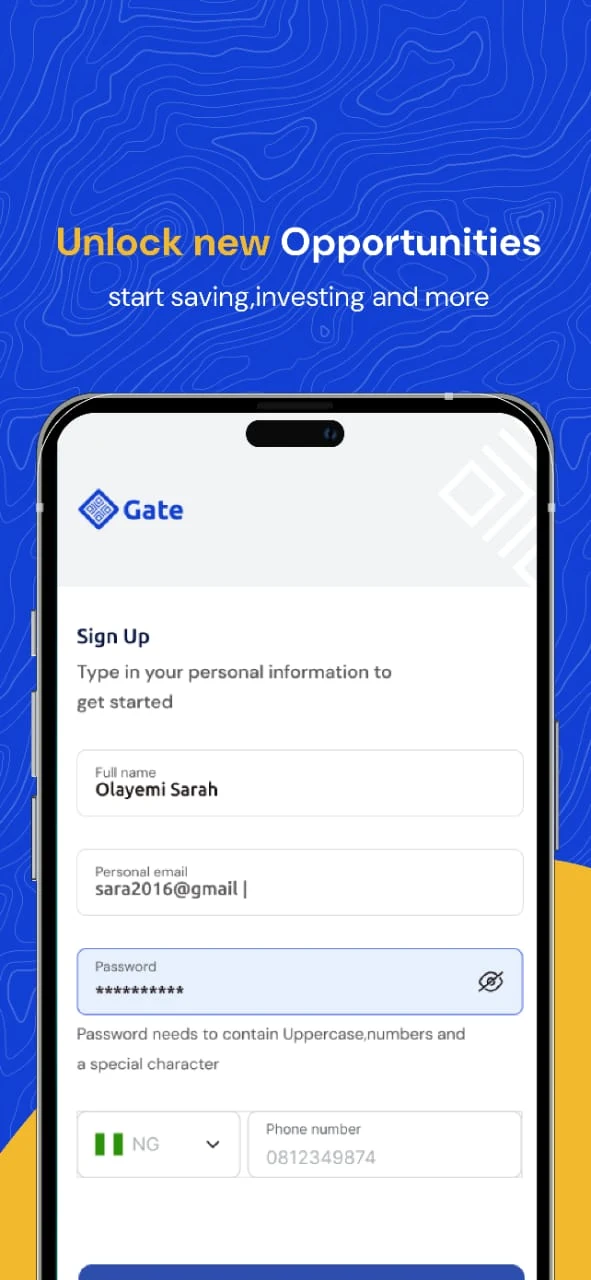 Unlock new Opportunities
start saving,investing and more
Gate
Sign Up
Type in your personal information to
get started
Full name
Olayemi Sarah
Personal email
sara2016@gmail |
Password
**********
Password needs to contain Uppercase,numbers and
a special character
NG
Phone number
0812349874